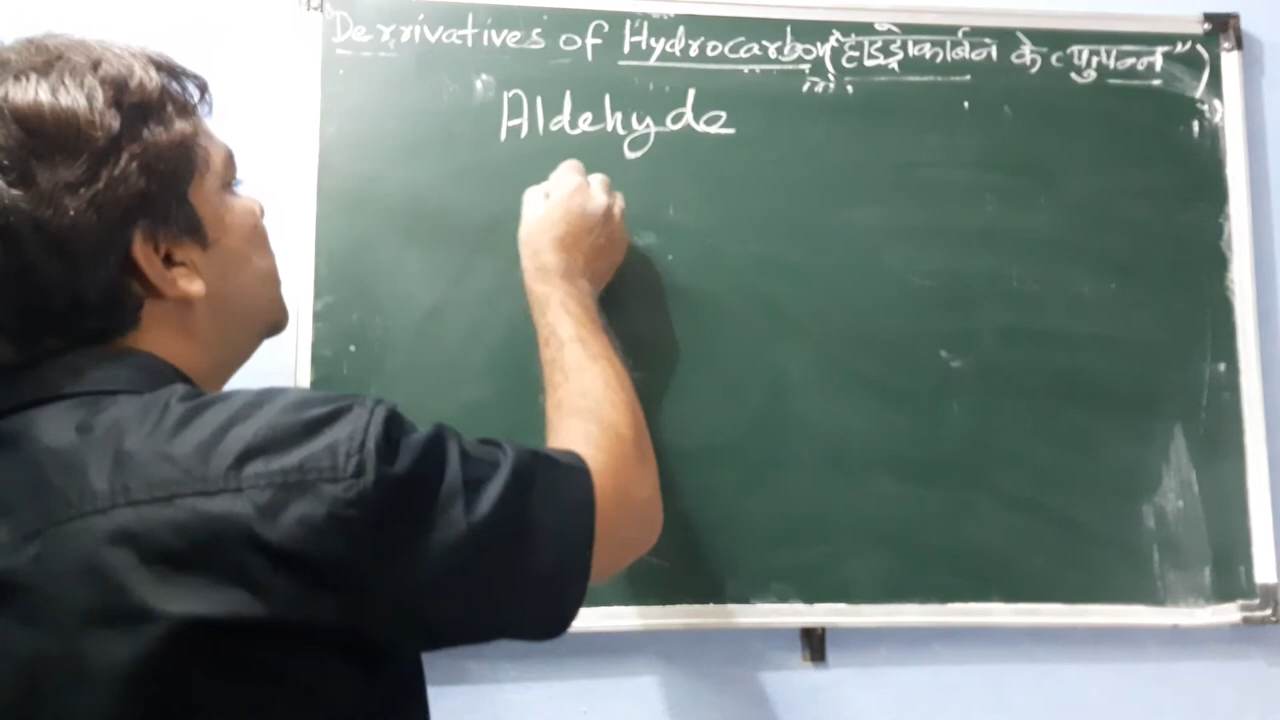 Derrivatives of Hydrocarbon ("हाइड्रोकार्बन के व्युत्पन्न")
Aldehyde